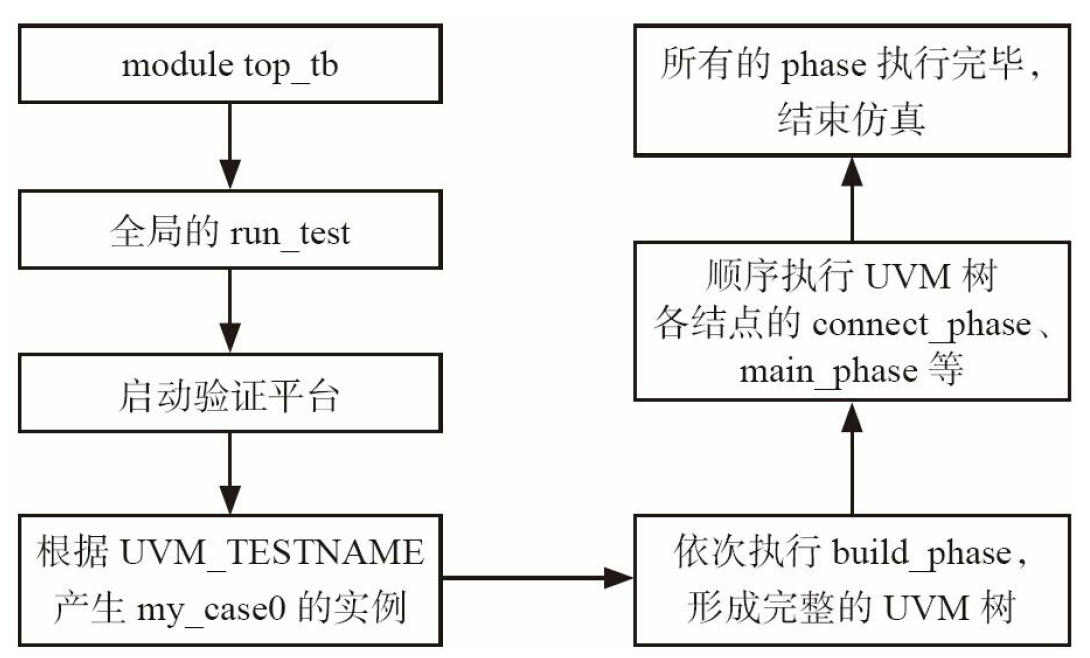 module top_tb
全局的 run_test
启动验证平台
根据 UVM_TESTNAME
产生 my_case0 的实例
依次执行 build_phase，
形成完整的 UVM 树
顺序执行 UVM 树
各结点的 connect_phase、
main_phase 等
所有的 phase 执行完毕，
结束仿真